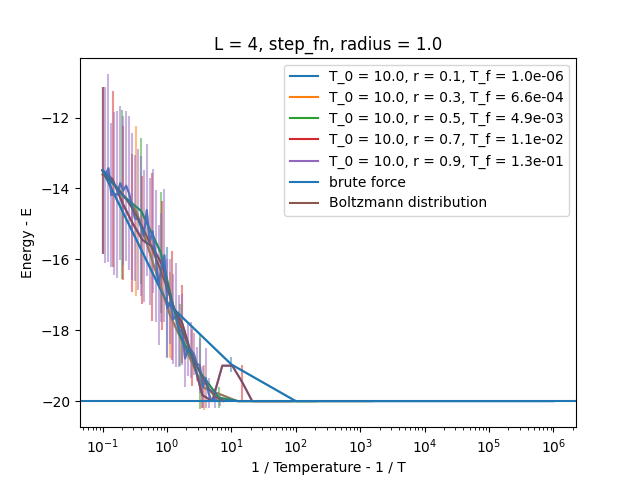 L = 4, step_fn, radius = 1.0
T_0 = 10.0, r = 0.1, T_f = 1.0e-06
T_0 = 10.0, r = 0.3, T_f = 6.6e-04
T_0 = 10.0, r = 0.5, T_f = 4.9e-03
T_0 = 10.0, r = 0.7, T_f = 1.1e-02
T_0 = 10.0, r = 0.9, T_f = 1.3e-01
brute force
Boltzmann distribution
Energy - E
−12
−14
−16
−18
−20
10⁻¹ 10⁰ 10¹ 10² 10³ 10⁴ 10⁵ 10⁶
1 / Temperature - 1 / T